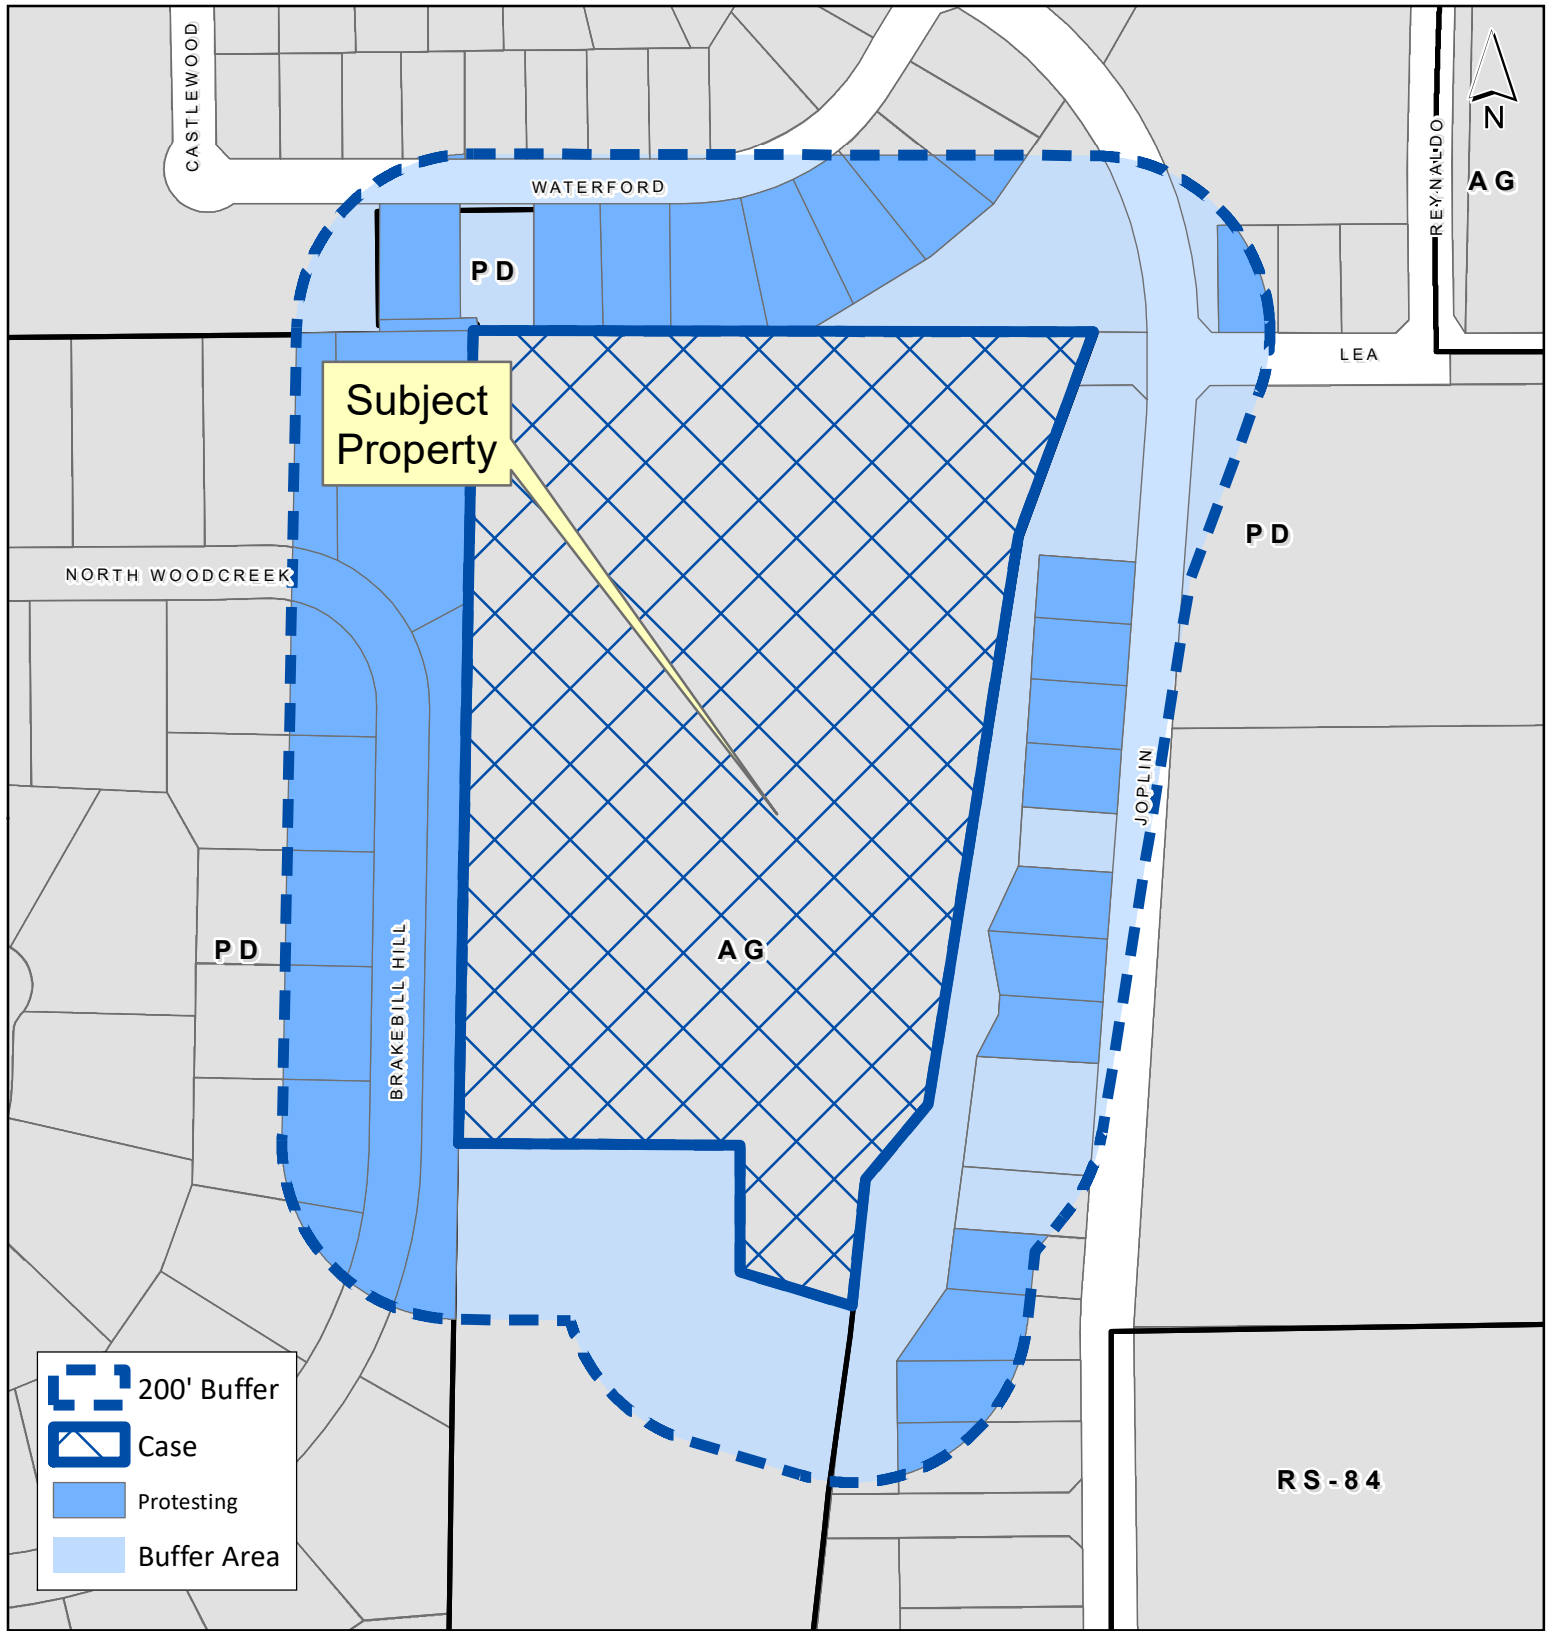 CASTLEWOOD
REYNALDO
N
AG
WATERFORD
PD
LEA
Subject
Property
PD
NORTH WOODCREEK
JOPLIN
PD
AG
BRAKEBILL HILL
200' Buffer
Case
Protesting
Buffer Area
RS-84